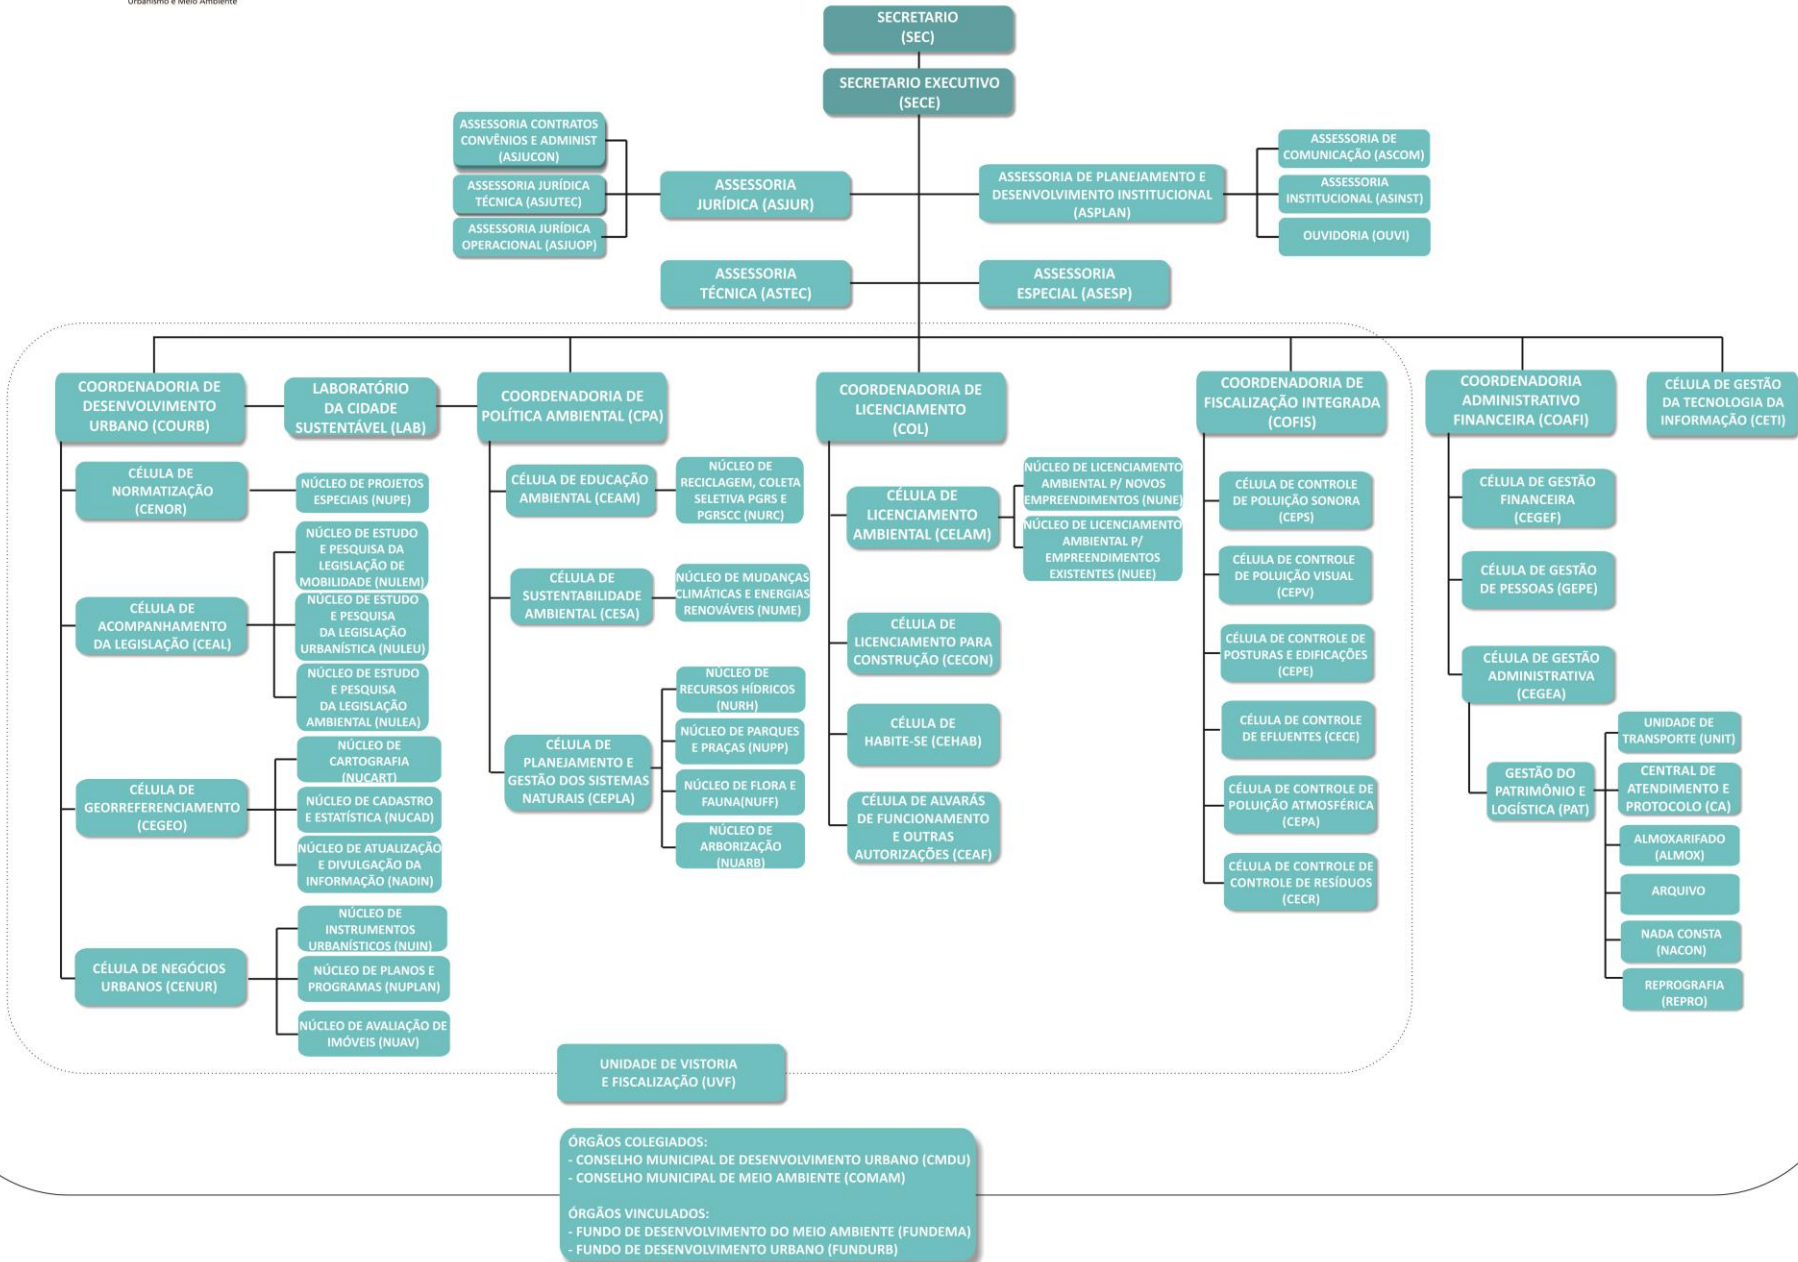 Urbanismo e Meio Ambiente
SECRETARIO
(SEC)
SECRETARIO EXECUTIVO
(SECE)
ASSESSORIA CONTRATOS
CONVÊNIOS E ADMINIST
(ASJUCON)
ASSESSORIA JURÍDICA
TÉCNICA (ASJUTEC)
ASSESSORIA JURÍDICA
OPERACIONAL (ASJUOP)
ASSESSORIA
JURÍDICA (ASJUR)
ASSESSORIA DE PLANEJAMENTO E
DESENVOLVIMENTO INSTITUCIONAL
(ASPLAN)
ASSESSORIA DE
COMUNICAÇÃO (ASCOM)
ASSESSORIA
INSTITUCIONAL (ASINST)
OUVIDORIA (OUVI)
ASSESSORIA
TÉCNICA (ASTEC)
ASSESSORIA
ESPECIAL (ASESP)
COORDENADORIA DE
DESENVOLVIMENTO
URBANO (COURB)
LABORATÓRIO
DA CIDADE
SUSTENTÁVEL (LAB)
COORDENADORIA DE
POLÍTICA AMBIENTAL (CPA)
COORDENADORIA DE
LICENCIAMENTO
(COL)
COORDENADORIA DE
FISCALIZAÇÃO INTEGRADA
(COFIS)
COORDENADORIA
ADMINISTRATIVO
FINANCEIRA (COAFI)
CÉLULA DE GESTÃO
DA TECNOLOGIA DA
INFORMAÇÃO (CETI)
CÉLULA DE
NORMATIZAÇÃO
(CENOR)
NÚCLEO DE PROJETOS
ESPECIAIS (NUPE)
CÉLULA DE
ACOMPANHAMENTO
DA LEGISLAÇÃO (CEAL)
NÚCLEO DE ESTUDO
E PESQUISA DA
LEGISLAÇÃO DE
MOBILIDADE (NULEM)
NÚCLEO DE ESTUDO
E PESQUISA
DA LEGISLAÇÃO
URBANÍSTICA (NULEU)
NÚCLEO DE ESTUDO
E PESQUISA
DA LEGISLAÇÃO
AMBIENTAL (NULEA)
CÉLULA DE
GEORREFERENCIAMENTO
(CEGEO)
NÚCLEO DE
CARTOGRAFIA
(NUCART)
NÚCLEO DE CADASTRO
E ESTATÍSTICA (NUCAD)
NÚCLEO DE ATUALIZAÇÃO
E DIVULGAÇÃO DA
INFORMAÇÃO (NADIN)
CÉLULA DE NEGÓCIOS
URBANOS (CENUR)
NÚCLEO DE
INSTRUMENTOS
URBANÍSTICOS (NUIN)
NÚCLEO DE PLANOS E
PROGRAMAS (NUPLAN)
NÚCLEO DE AVALIAÇÃO DE
IMÓVEIS (NUAV)
CÉLULA DE EDUCAÇÃO
AMBIENTAL (CEAM)
NÚCLEO DE
RECICLAGEM, COLETA
SELETIVA PGRS E
PGRSCC (NURC)
CÉLULA DE
SUSTENTABILIDADE
AMBIENTAL (CESA)
NÚCLEO DE MUDANÇAS
CLIMÁTICAS E ENERGIAS
RENOVÁVEIS (NUME)
CÉLULA DE
PLANEJAMENTO E
GESTÃO DOS SISTEMAS
NATURAIS (CEPLA)
NÚCLEO DE
RECURSOS HÍDRICOS
(NURH)
NÚCLEO DE PARQUES
E PRAÇAS (NUPP)
NÚCLEO DE FLORA E
FAUNA(NUFF)
NÚCLEO DE
ARBORIZAÇÃO
(NUARB)
CÉLULA DE
LICENCIAMENTO
AMBIENTAL (CELAM)
NÚCLEO DE LICENCIAMENTO
AMBIENTAL P/ NOVOS
EMPREENDIMENTOS (NUNE)
NÚCLEO DE LICENCIAMENTO
AMBIENTAL P/
EMPREENDIMENTOS
EXISTENTES (NUEE)
CÉLULA DE
LICENCIAMENTO PARA
CONSTRUÇÃO (CECON)
CÉLULA DE
HABITE-SE (CEHAB)
CÉLULA DE ALVARÁS
DE FUNCIONAMENTO
E OUTRAS
AUTORIZAÇÕES (CEAF)
CÉLULA DE CONTROLE
DE POLUIÇÃO SONORA
(CEPS)
CÉLULA DE CONTROLE
DE POLUIÇÃO VISUAL
(CEPV)
CÉLULA DE CONTROLE DE
POSTURAS E EDIFICAÇÕES
(CEPE)
CÉLULA DE CONTROLE
DE EFLUENTES (CECE)
CÉLULA DE CONTROLE DE
POLUIÇÃO ATMOSFÉRICA
(CEPA)
CÉLULA DE CONTROLE DE
CONTROLE DE RESÍDUOS
(CECR)
CÉLULA DE GESTÃO
FINANCEIRA
(CEGEF)
CÉLULA DE GESTÃO
DE PESSOAS (GEPE)
CÉLULA DE GESTÃO
ADMINISTRATIVA
(CEGEA)
GESTÃO DO
PATRIMÔNIO E
LOGÍSTICA (PAT)
UNIDADE DE
TRANSPORTE (UNIT)
CENTRAL DE
ATENDIMENTO E
PROTOCOLO (CA)
ALMOXARIFADO
(ALMOX)
ARQUIVO
NADA CONSTA
(NACON)
REPROGRAFIA
(REPRO)
UNIDADE DE VISTORIA
E FISCALIZAÇÃO (UVF)
ÓRGÃOS COLEGIADOS:
- CONSELHO MUNICIPAL DE DESENVOLVIMENTO URBANO (CMDU)
- CONSELHO MUNICIPAL DE MEIO AMBIENTE (COMAM)
ÓRGÃOS VINCULADOS:
- FUNDO DE DESENVOLVIMENTO DO MEIO AMBIENTE (FUNDEMA)
- FUNDO DE DESENVOLVIMENTO URBANO (FUNDURB)